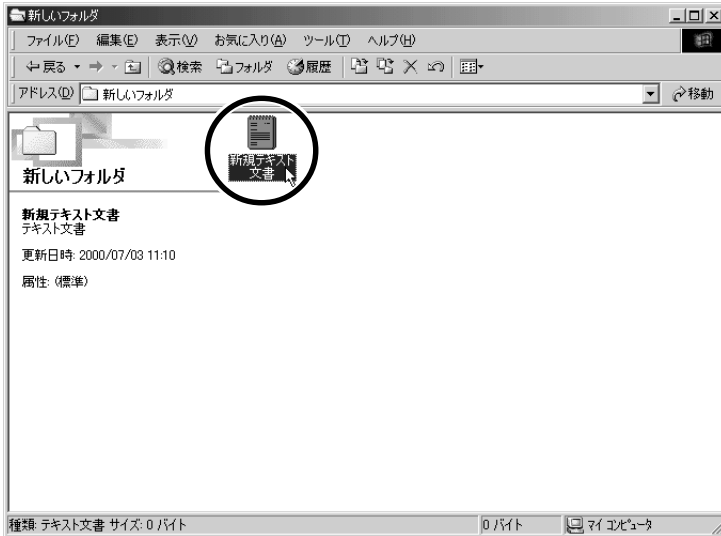 新しいフォルダ
ファイル(F) 編集(E) 表示(V) お気に入り(A) ツール(T) ヘルプ(H)
戻る 検索 フォルダ 履歴
アドレス(D) 新しいフォルダ 移動
新規テキスト
文書
新しいフォルダ
新規テキスト文書
テキスト文書
更新日時: 2000/07/03 11:10
属性: (標準)
種類: テキスト文書 サイズ: 0 バイト 0 バイト マイ コンピュータ